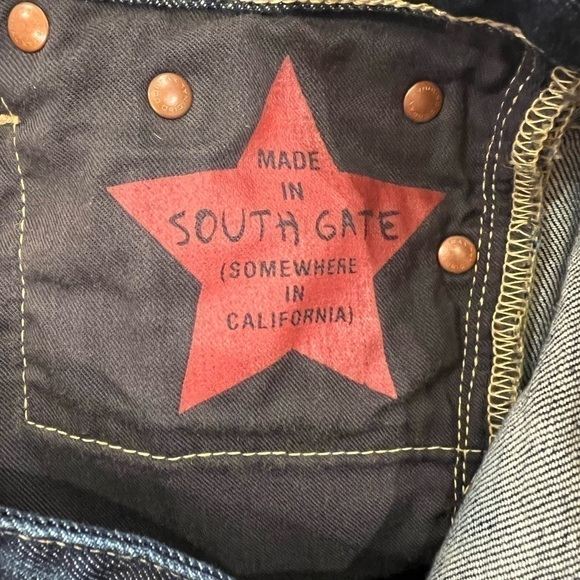 MADE
IN
SOUTH GATE
(SOMEWHERE
IN
CALIFORNIA)